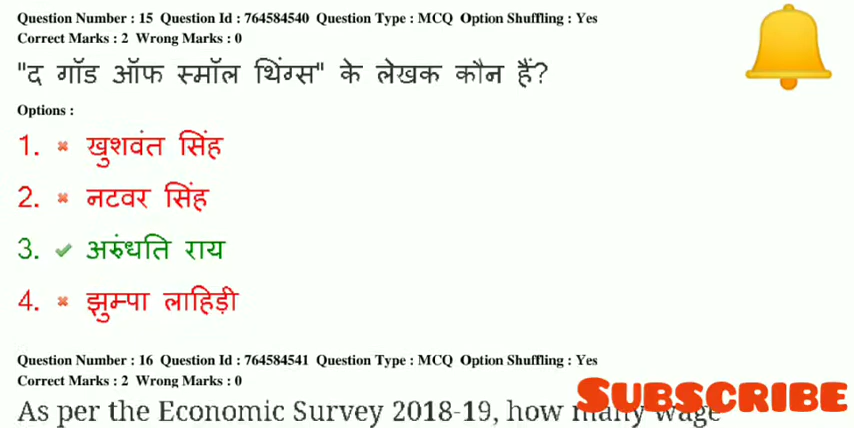 Question Number : 15 Question Id : 764584540 Question Type : MCQ Option Shuffling : Yes
Correct Marks : 2 Wrong Marks : 0
"द गॉड ऑफ स्मॉल थिंग्स" के लेखक कौन हैं?
Options :
1. खुशवंत सिंह
2. नटवर सिंह
3. अरुंधति राय
4. झुम्पा लाहिड़ी
Question Number : 16 Question Id : 764584541 Question Type : MCQ Option Shuffling : Yes
Correct Marks : 2 Wrong Marks : 0
As per the Economic Survey 2018-19, how many wage
SUBSCRIBE